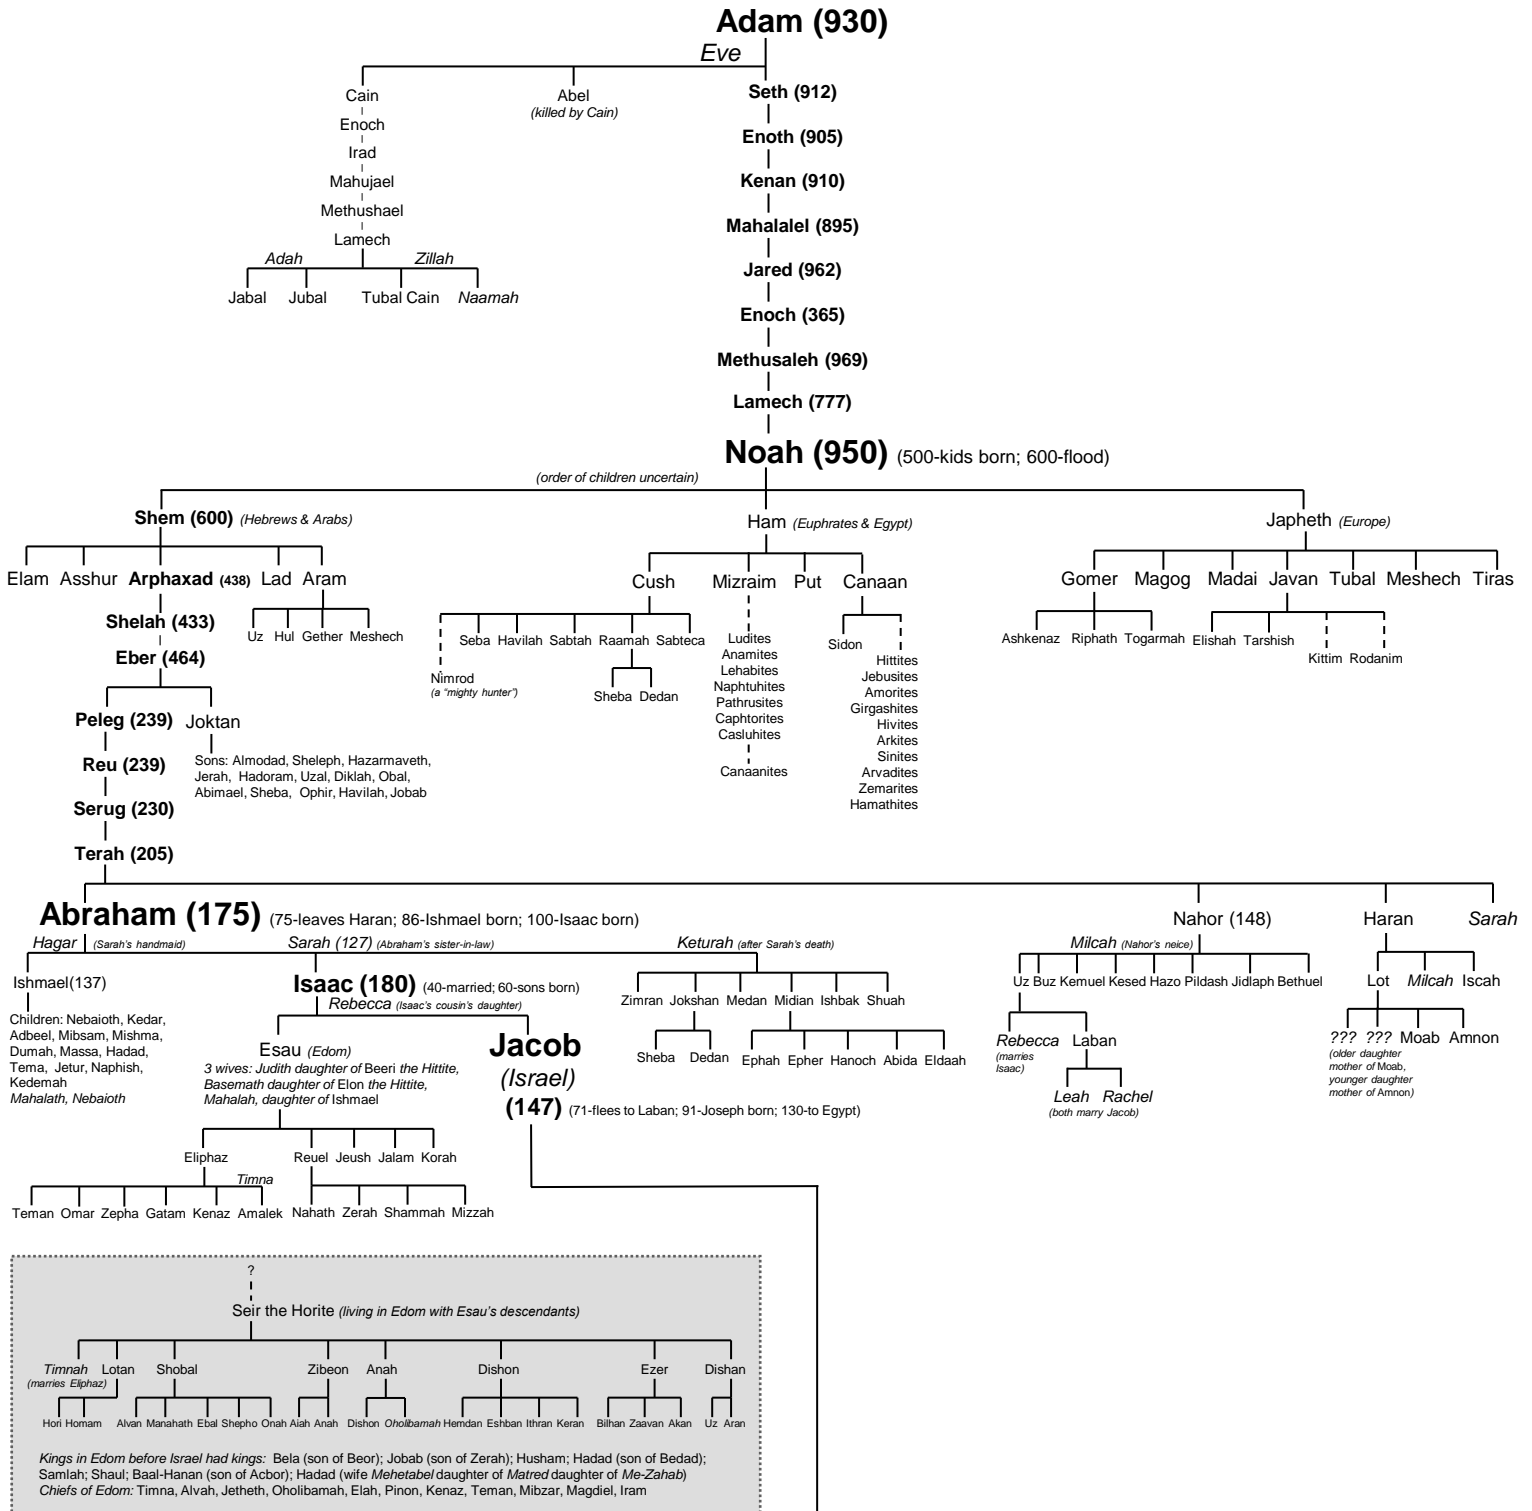 Adam (930)
Eve
Cain Abel Seth (912)
(killed by Cain)
Enoch
Enoth (905)
Irad
Kenan (910)
Mahujael
Methushael
Mahalalel (895)
Lamech
Adah Zillah
Jared (962)
Jabal Jubal Tubal Cain Naamah
Enoch (365)
Methusaleh (969)
Lamech (777)
Noah (950) (500-kids born; 600-flood)
(order of children uncertain)
Shem (600) (Hebrews & Arabs) Ham (Euphrates & Egypt) Japheth (Europe)
Elam Asshur Arphaxad (438) Lad Aram Cush Mizraim Put Canaan Gomer Magog Madai Javan Tubal Meshech Tiras
Shelah (433)
Uz Hul Gether Meshech
Seba Havilah Sabtah Raamah Sabteca
Sidon
Ashkenaz Riphath Togarmah Elishah Tarshish
Kittim Rodanim
Eber (464)
Nimrod
(a “mighty hunter”)
Sheba Dedan
Ludites
Anamites
Lehabites
Naphtuhites
Pathrusites
Caphtorites
Casluhites
Canaanites
Hittites
Jebusites
Amorites
Girgashites
Hivites
Arkites
Sinites
Arvadites
Zemarites
Hamathites
Peleg (239) Joktan
Sons: Almodad, Sheleph, Hazarmaveth,
Jerah, Hadoram, Uzal, Diklah, Obal,
Abimael, Sheba, Ophir, Havilah, Jobab
Reu (239)
Serug (230)
Terah (205)
Abraham (175) (75-leaves Haran; 86-Ishmael born; 100-Isaac born) Nahor (148) Haran Sarah
Hagar (Sarah’s handmaid) Sarah (127) (Abraham’s sister-in-law) Keturah (after Sarah’s death) Milcah (Nahor’s neice)
Ishmael(137)
Isaac (180) (40-married; 60-sons born)
Rebecca (Isaac’s cousin’s daughter)
Zimran Jokshan Medan Midian Ishbak Shuah
Uz Buz Kemuel Kesed Hazo Pildash Jidlaph Bethuel
Lot Milcah Iscah
Children: Nebaioth, Kedar,
Adbeel, Mibsam, Mishma,
Dumah, Massa, Hadad,
Tema, Jetur, Naphish,
Kedemah
Mahalath, Nebaioth
Esau (Edom)
3 wives: Judith daughter of Beeri the Hittite,
Basemath daughter of Elon the Hittite,
Mahalah, daughter of Ishmael
Jacob
(Israel)
(147) (71-flees to Laban; 91-Joseph born; 130-to Egypt)
Sheba Dedan Ephah Epher Hanoch Abida Eldaah
Rebecca Laban
(marries
Isaac)
Leah Rachel
(both marry Jacob)
??? ??? Moab Amnon
(older daughter
mother of Moab,
younger daughter
mother of Amnon)
Eliphaz Reuel Jeush Jalam Korah
Timna
Teman Omar Zepha Gatam Kenaz Amalek Nahath Zerah Shammah Mizzah
?
Seir the Horite (living in Edom with Esau’s descendants)
Timnah Lotan Shobal Zibeon Anah Dishon Ezer Dishan
(marries Eliphaz)
Hori Homam Alvan Manahath Ebal Shepho Onah Aiah Anah Dishon Oholibamah Hemdan Eshban Ithran Keran Bilhan Zaavan Akan Uz Aran
Kings in Edom before Israel had kings: Bela (son of Beor); Jobab (son of Zerah); Husham; Hadad (son of Bedad);
Samlah; Shaul; Baal-Hanan (son of Acbor); Hadad (wife Mehetabel daughter of Matred daughter of Me-Zahab)
Chiefs of Edom: Timna, Alvah, Jetheth, Oholibamah, Elah, Pinon, Kenaz, Teman, Mibzar, Magdiel, Iram